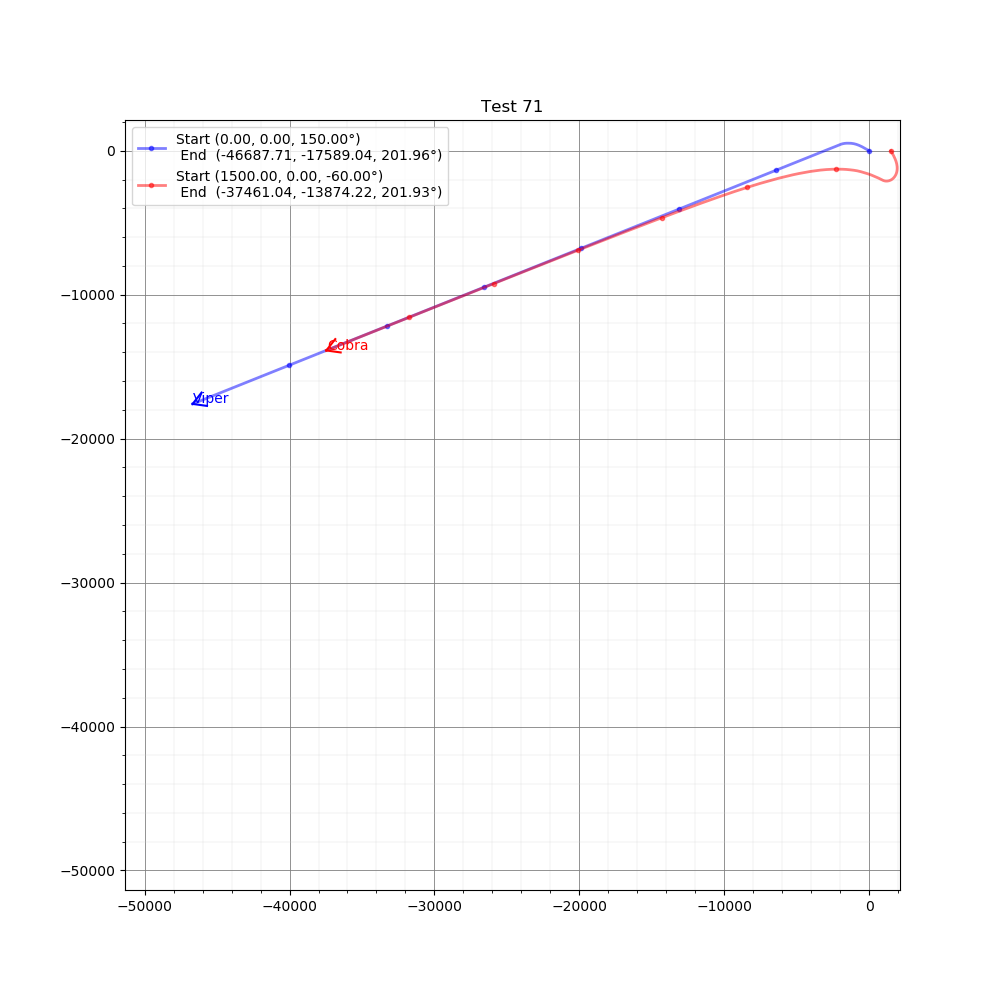 Test 71
Start (0.00, 0.00, 150.00°)
End (-46687.71, -17589.04, 201.96°)
Start (1500.00, 0.00, -60.00°)
End (-37461.04, -13874.22, 201.93°)
0
−10000
−20000
−30000
−40000
−50000
Cobra
Viper
−50000 −40000 −30000 −20000 −10000 0